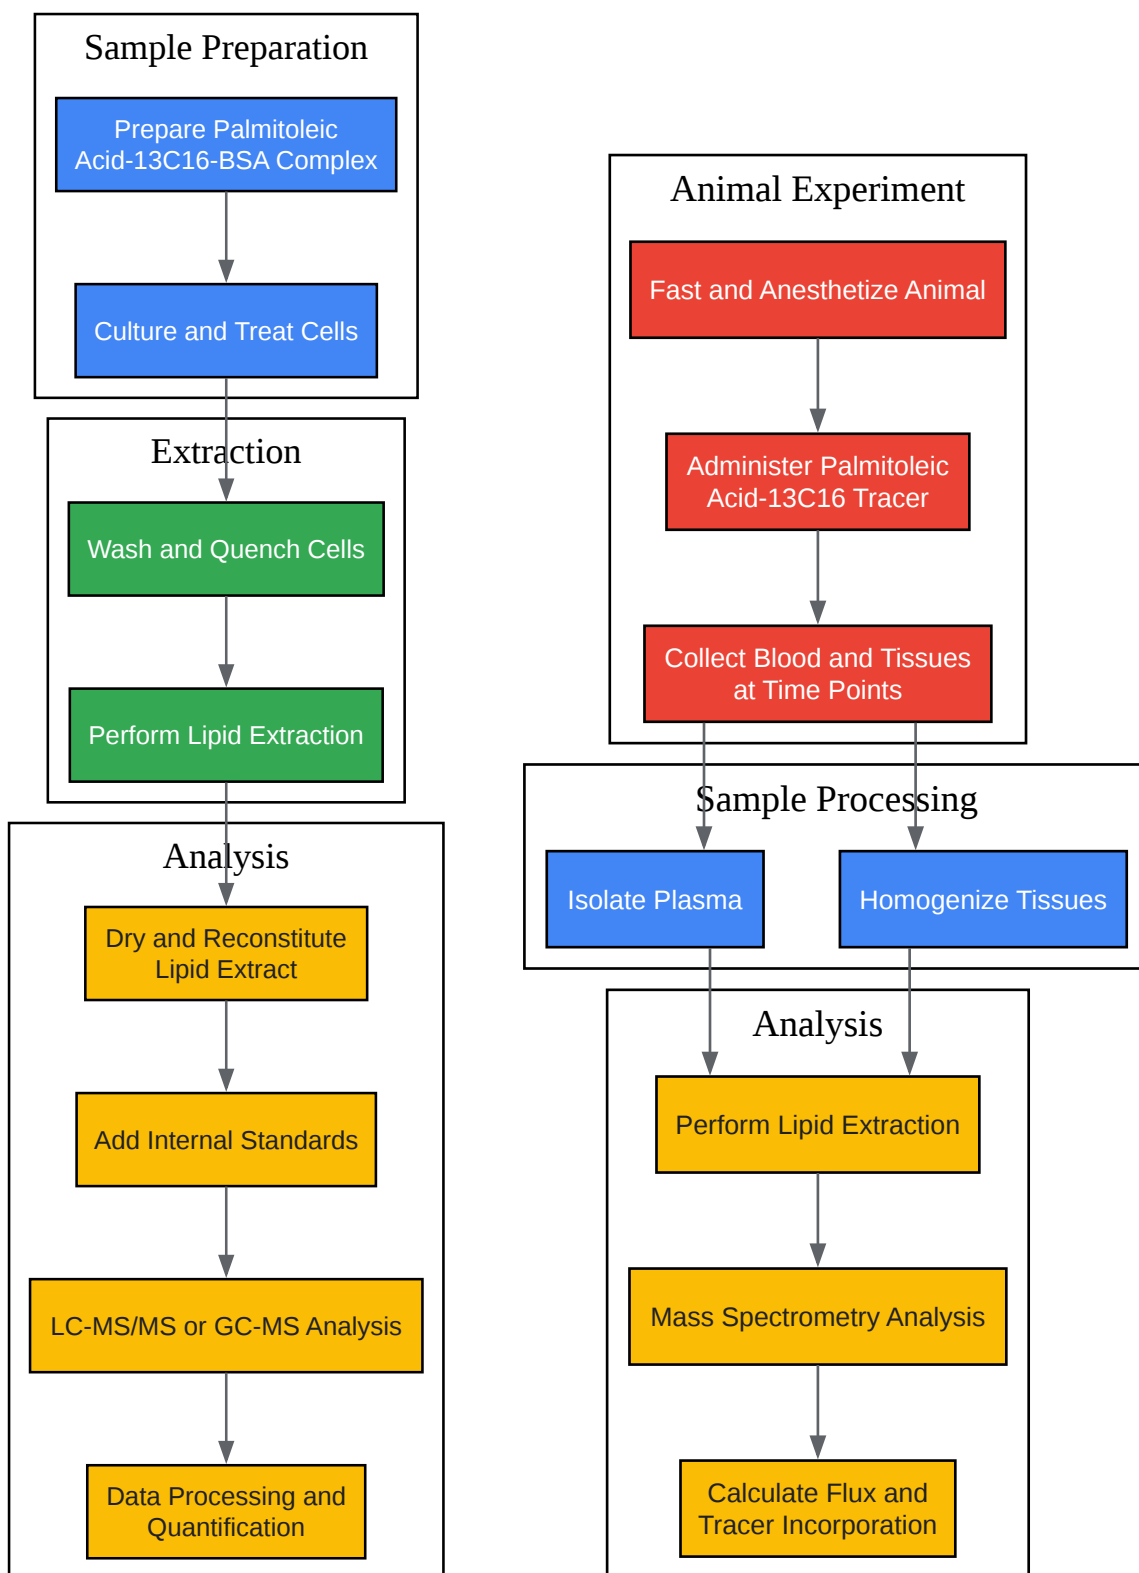 Sample Preparation
Prepare Palmitoleic
Acid-13C16-BSA Complex
Culture and Treat Cells
Extraction
Wash and Quench Cells
Perform Lipid Extraction
Analysis
Dry and Reconstitute
Lipid Extract
Add Internal Standards
LC-MS/MS or GC-MS Analysis
Data Processing and
Quantification
Animal Experiment
Fast and Anesthetize Animal
Administer Palmitoleic
Acid-13C16 Tracer
Collect Blood and Tissues
at Time Points
Sample Processing
Isolate Plasma
Homogenize Tissues
Analysis
Perform Lipid Extraction
Mass Spectrometry Analysis
Calculate Flux and
Tracer Incorporation